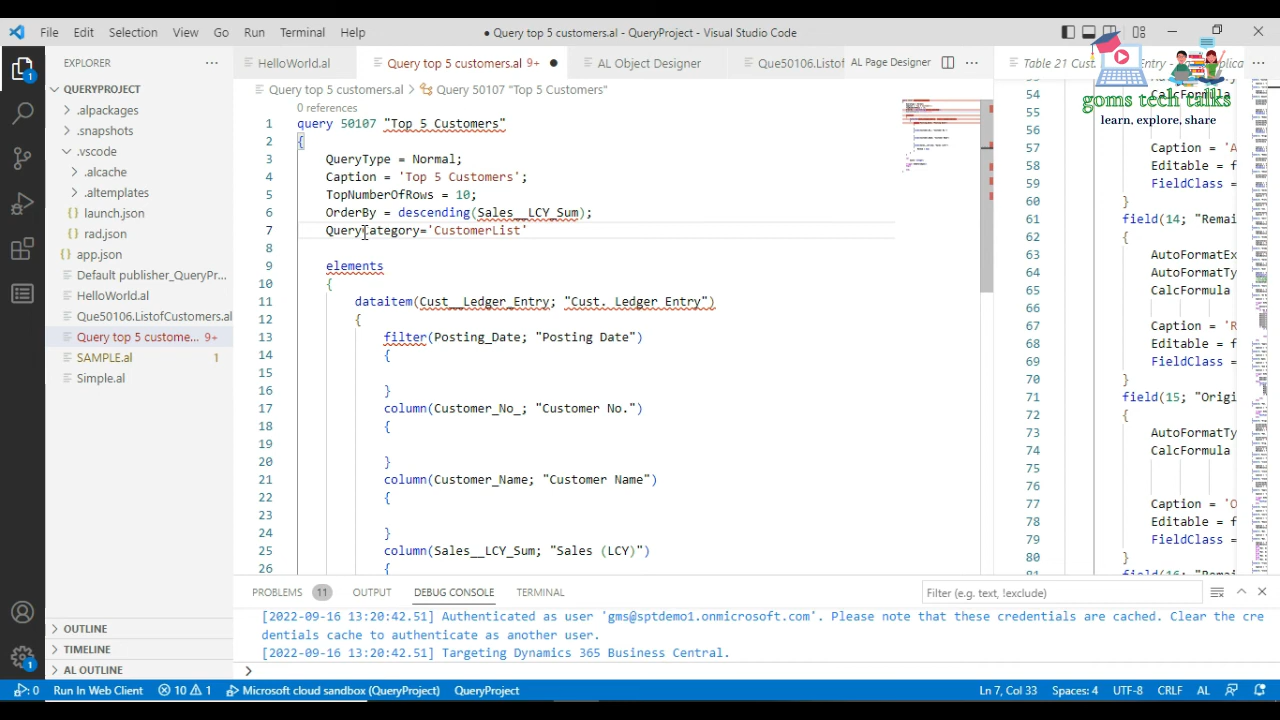 File Edit Selection View Go Run Terminal Help
● Query top 5 customers.al - QueryProject - Visual Studio Code
EXPLORER
HelloWorld.al
Query top 5 customers.al 9+
AL Object Designer
Que50106.Listof
AL Page Designer
Table 21 Cust.
Entry -
plica
goms tech talks
learn, explore, share
QUERYPROJECT
.alpackages
.snapshots
.vscode
.alcache
.altemplates
launch.json
rad.json
app.json
Default publisher_QueryPr...
HelloWorld.al
Que50106.ListofCustomers.al
Query top 5 custome... 9+
SAMPLE.al 1
Simple.al
OUTLINE
TIMELINE
AL OUTLINE
Query top 5 customers.al > Query 50107 "Top 5 Customers"
0 references
1 query 50107 "Top 5 Customers"
2 {
3 QueryType = Normal;
4 Caption = 'Top 5 Customers';
5 TopNumberOfRows = 10;
6 OrderBy = descending(Sales__LCY_Sum);
7 QueryCategory='CustomerList'
8
9 elements
10 {
11 dataitem(Cust__Ledger_Entry; "Cust. Ledger Entry")
12 {
13 filter(Posting_Date; "Posting Date")
14 {
15
16 }
17 column(Customer_No_; "Customer No.")
18 {
19
20 }
21 column(Customer_Name; "Customer Name")
22 {
23
24 }
25 column(Sales__LCY_Sum; "Sales (LCY)")
26 {
54
55
56
57 Caption = 'A
58 Editable = f
59 FieldClass
60 }
61 field(14; "Remai
62 {
63 AutoFormatEx
64 AutoFormatTy
65 CalcFormula
66
67 Caption = 'R
68 Editable = f
69 FieldClass
70 }
71 field(15; "Origi
72 {
73 AutoFormatTy
74 CalcFormula
75
76
77 Caption = 'O
78 Editable = f
79 FieldClass
80 }
PROBLEMS 11 OUTPUT DEBUG CONSOLE TERMINAL
Filter (e.g. text, !exclude)
[2022-09-16 13:20:42.51] Authenticated as user 'gms@sptdemo1.onmicrosoft.com'. Please note that these credentials are cached. Clear the cre
dentials cache to authenticate as another user.
[2022-09-16 13:20:42.51] Targeting Dynamics 365 Business Central.
>
0 Run In Web Client 10 1 Microsoft cloud sandbox (QueryProject) QueryProject
Ln 7, Col 33 Spaces: 4 UTF-8 CRLF AL